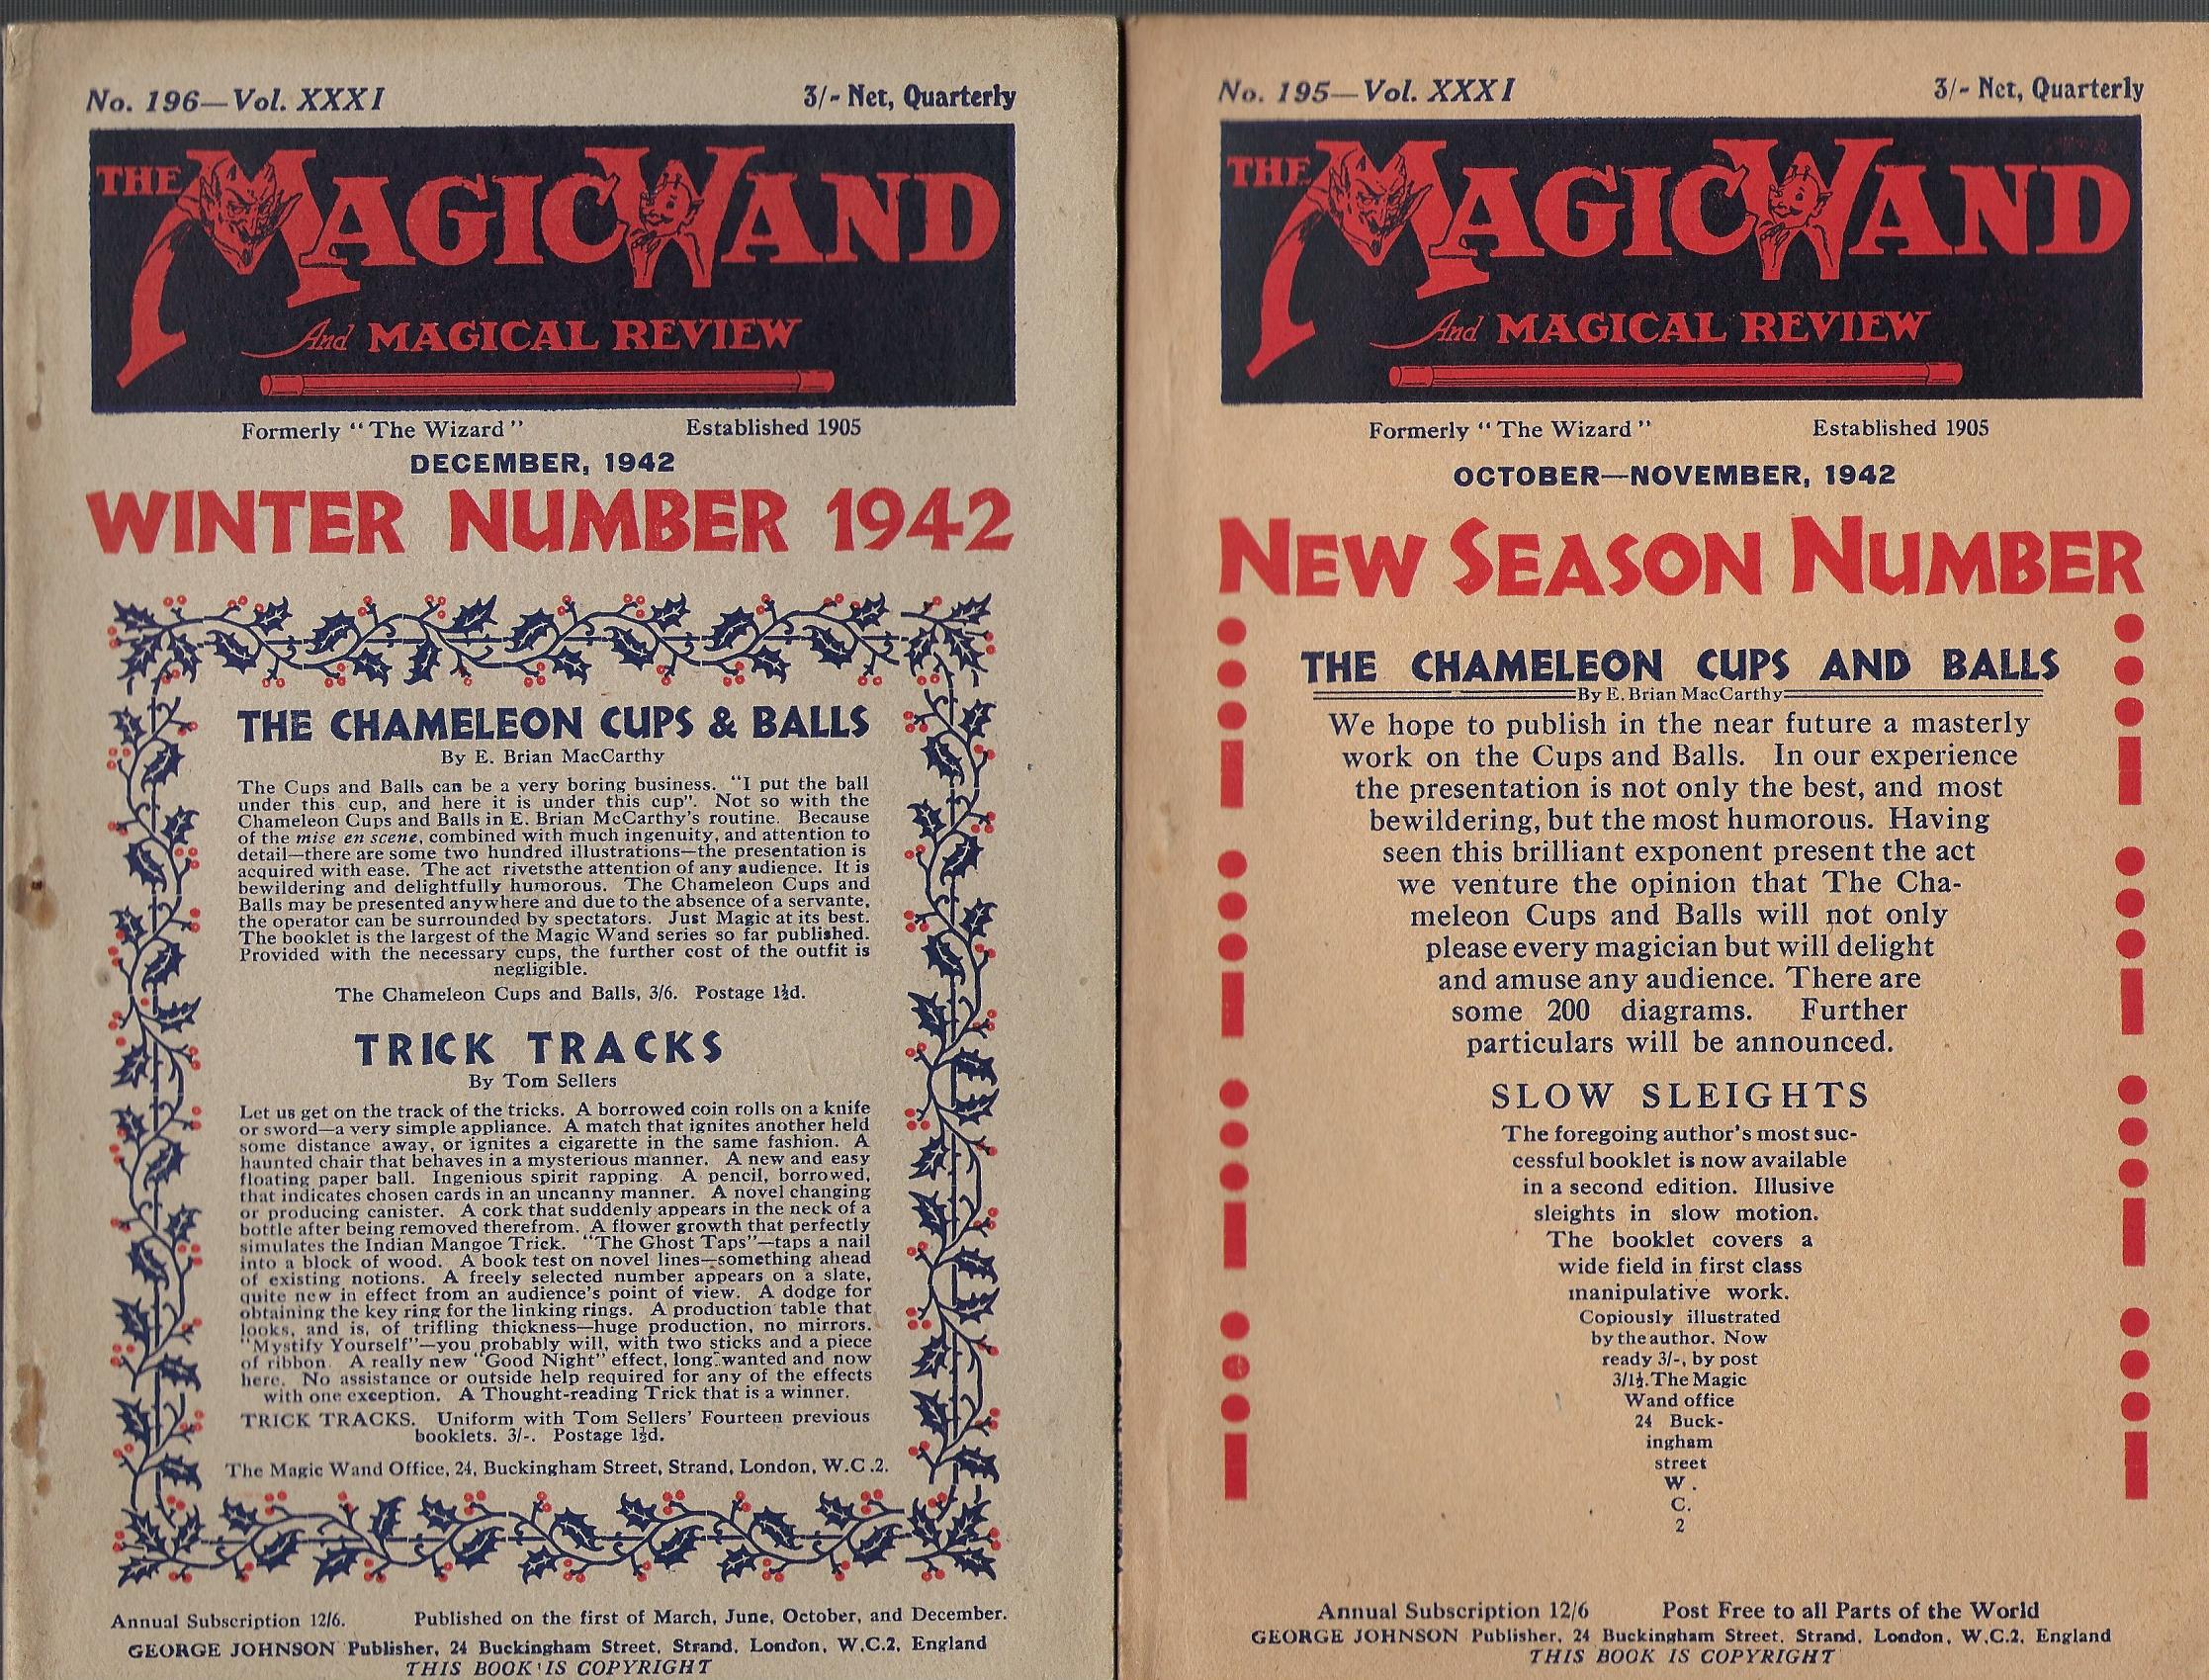 No. 196—Vol. XXXI
3/- Net, Quarterly
THE MAGIC WAND
And MAGICAL REVIEW
Formerly “The Wizard”
Established 1905
DECEMBER, 1942
WINTER NUMBER 1942
THE CHAMELEON CUPS & BALLS
By E. Brian MacCarthy
The Cups and Balls can be a very boring business. “I put the ball
under this cup, and here it is under this cup”. Not so with the
Chameleon Cups and Balls in E. Brian McCarthy’s routine. Because
of the mise en scene, combined with much ingenuity, and attention to
detail—there are some two hundred illustrations—the presentation is
acquired with ease. The act rivetsthe attention of any audience. It is
bewildering and delightfully humorous. The Chameleon Cups and
Balls may be presented anywhere and due to the absence of a servante,
the operator can be surrounded by spectators. Just Magic at its best.
The booklet is the largest of the Magic Wand series so far published.
Provided with the necessary cups, the further cost of the outfit is
negligible.
The Chameleon Cups and Balls, 3/6. Postage 1½d.
TRICK TRACKS
By Tom Sellers
Let us get on the track of the tricks. A borrowed coin rolls on a knife
or sword—a very simple appliance. A match that ignites another held
some distance away, or ignites a cigarette in the same fashion. A
haunted chair that behaves in a mysterious manner. A new and easy
floating paper ball. Ingenious spirit rapping. A pencil, borrowed,
that indicates chosen cards in an uncanny manner. A novel changing
or producing canister. A cork that suddenly appears in the neck of a
bottle after being removed therefrom. A flower growth that perfectly
simulates the Indian Mangoe Trick. “The Ghost Taps”—taps a nail
into a block of wood. A book test on novel lines—something ahead
of existing notions. A freely selected number appears on a slate,
quite new in effect from an audience’s point of view. A dodge for
obtaining the key ring for the linking rings. A production table that
looks, and is, of trifling thickness—huge production, no mirrors.
“Mystify Yourself”—you probably will, with two sticks and a piece
of ribbon. A really new “Good Night” effect, long wanted and now
here. No assistance or outside help required for any of the effects
with one exception. A Thought-reading Trick that is a winner.
TRICK TRACKS. Uniform with Tom Sellers’ Fourteen previous
booklets. 3/-. Postage 1½d.
The Magic Wand Office, 24, Buckingham Street, Strand, London, W.C.2.
Annual Subscription 12/6.
Published on the first of March, June, October, and December.
GEORGE JOHNSON Publisher, 24 Buckingham Street, Strand, London, W.C.2, England
THIS BOOK IS COPYRIGHT
No. 195—Vol. XXXI
3/- Net, Quarterly
THE MAGIC WAND
And MAGICAL REVIEW
Formerly “The Wizard”
Established 1905
OCTOBER—NOVEMBER, 1942
NEW SEASON NUMBER
THE CHAMELEON CUPS AND BALLS
By E. Brian MacCarthy
We hope to publish in the near future a masterly
work on the Cups and Balls. In our experience
the presentation is not only the best, and most
bewildering, but the most humorous. Having
seen this brilliant exponent present the act
we venture the opinion that The Cha-
meleon Cups and Balls will not only
please every magician but will delight
and amuse any audience. There are
some 200 diagrams. Further
particulars will be announced.
SLOW SLEIGHTS
The foregoing author’s most suc-
cessful booklet is now available
in a second edition. Illusive
sleights in slow motion.
The booklet covers a
wide field in first class
manipulative work.
Copiously illustrated
by the author. Now
ready 3/-, by post
3/1½. The Magic
Wand office
24 Buck-
ingham
street
W.
C.
2
Annual Subscription 12/6
Post Free to all Parts of the World
GEORGE JOHNSON Publisher, 24 Buckingham Street, Strand, London, W.C.2, England
THIS BOOK IS COPYRIGHT